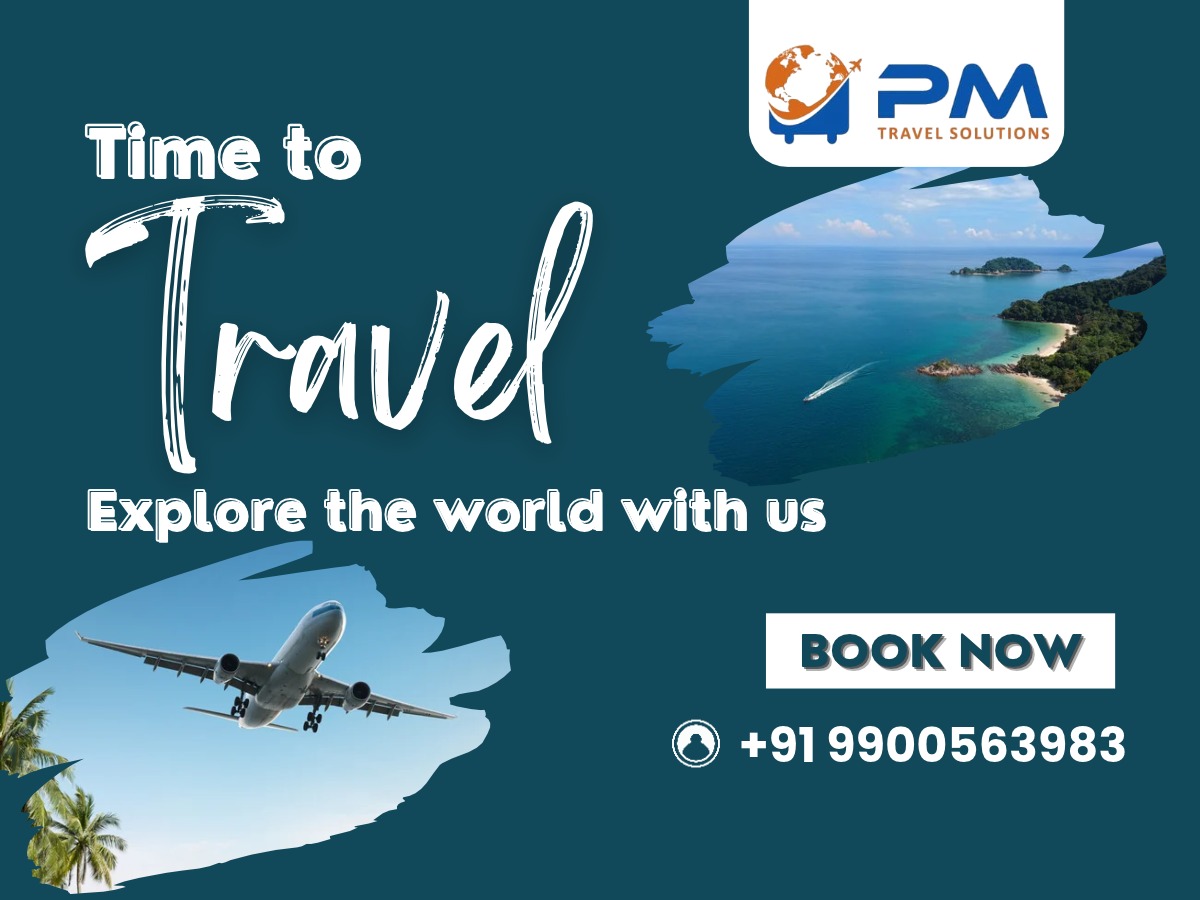 PM
TRAVEL SOLUTIONS
Time to
Travel
Explore the world with us
BOOK NOW
+91 9900563983